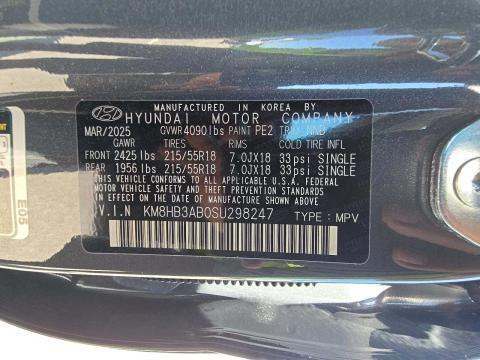 MANUFACTURED IN KOREA BY
HYUNDAI MOTOR COMPANY
MAR/2025 GVWR 4090 lbs PAINT PE2 TRIM NNB
GAWR TIRES RIMS COLD TIRE INFL
FRONT 2425 lbs 215/55R18 7.0JX18 33psi SINGLE
REAR 1956 lbs 215/55R18 7.0JX18 33psi SINGLE
THIS VEHICLE CONFORMS TO ALL APPLICABLE U.S.A. FEDERAL
MOTOR VEHICLE SAFETY AND THEFT PREVENTION STANDARDS
IN EFFECT ON THE DATE OF MANUFACTURE SHOWN ABOVE.
V.I.N KM8HB3AB0SU298247 TYPE : MPV
E05